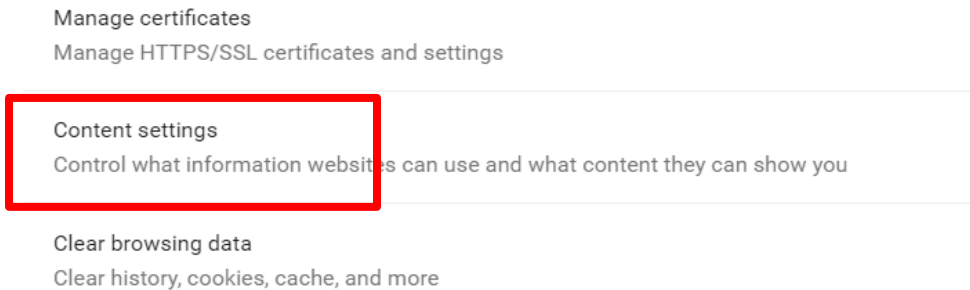 Manage certificates
Manage HTTPS/SSL certificates and settings
Content settings
Control what information websites can use and what content they can show you
Clear browsing data
Clear history, cookies, cache, and more